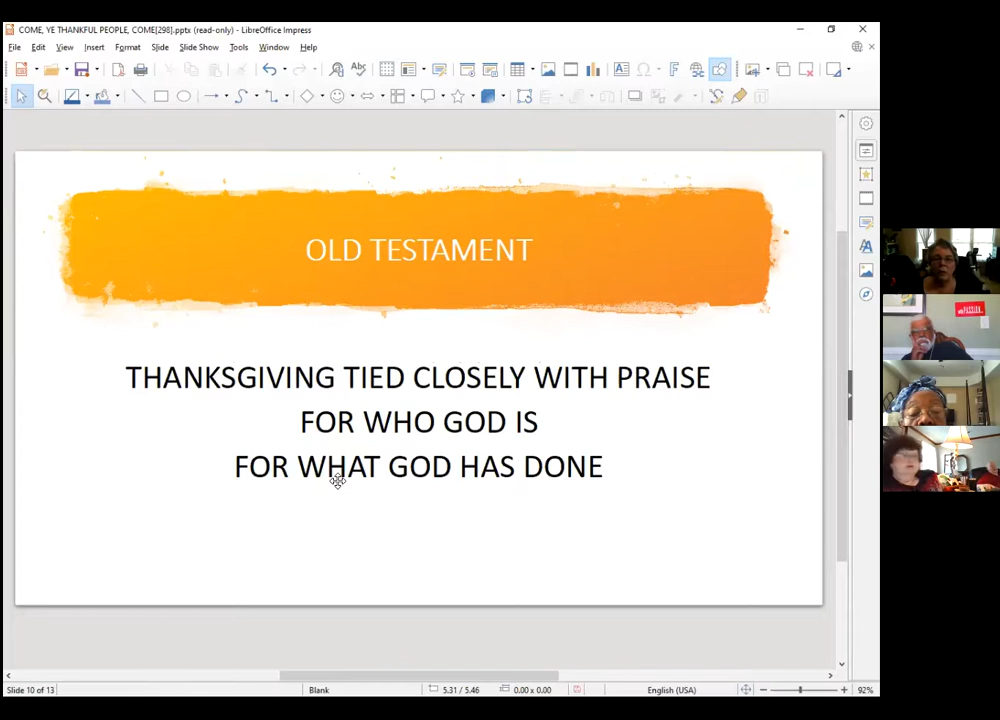 COME, YE THANKFUL PEOPLE, COME[298].pptx (read-only) - LibreOffice Impress
File Edit View Insert Format Slide Slide Show Tools Window Help
OLD TESTAMENT
THANKSGIVING TIED CLOSELY WITH PRAISE
FOR WHO GOD IS
FOR WHAT GOD HAS DONE
Slide 10 of 13 Blank 5.31 / 5.46 0.00 x 0.00 English (USA) 92%